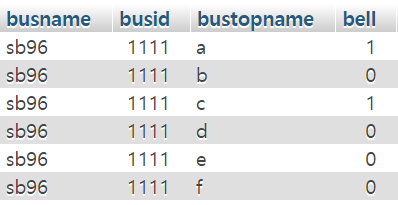 busname busid bustopname bell
sb96 1111 a 1
sb96 1111 b 0
sb96 1111 c 1
sb96 1111 d 0
sb96 1111 e 0
sb96 1111 f 0